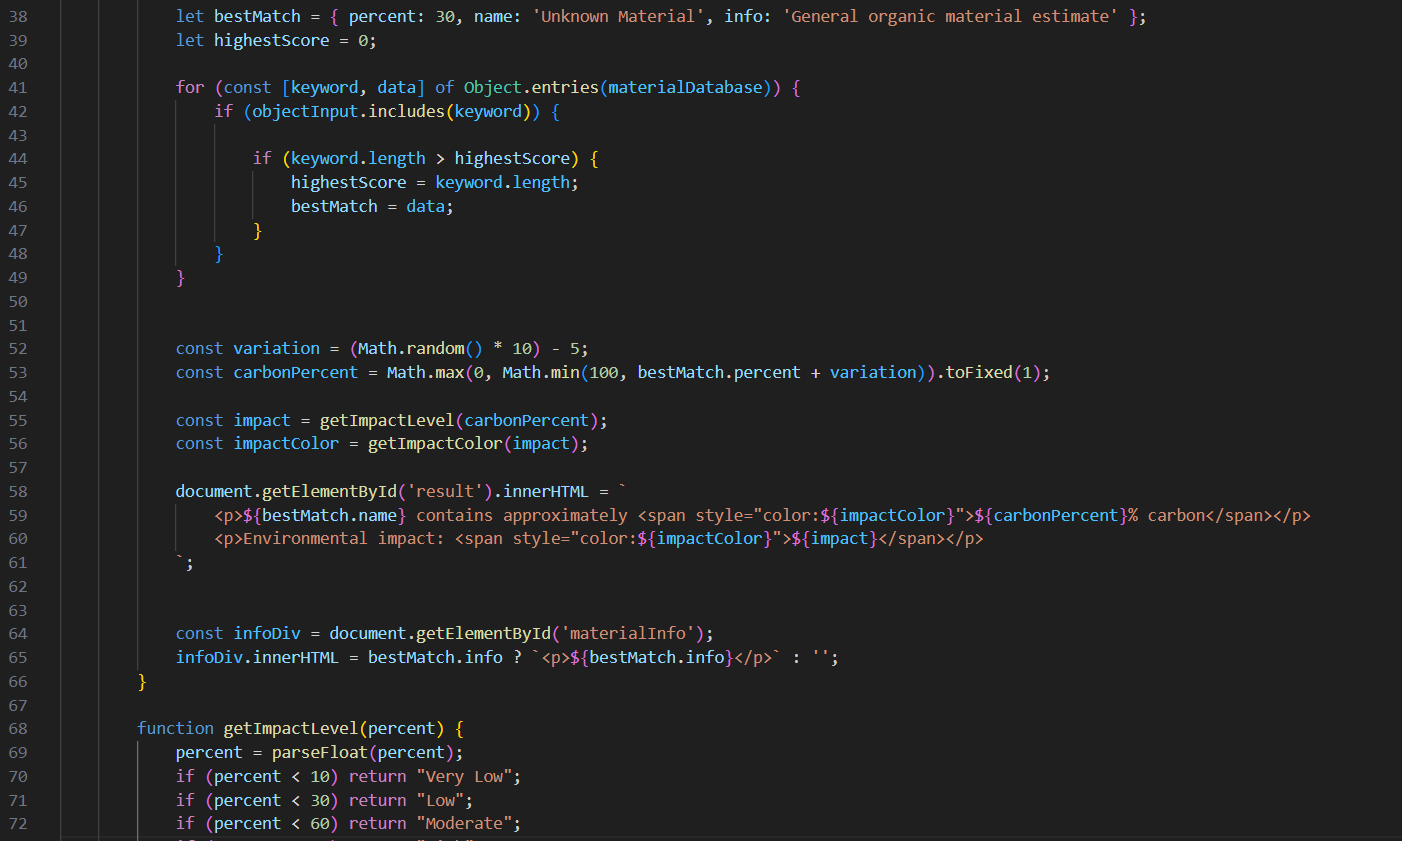 38 let bestMatch = { percent: 30, name: 'Unknown Material', info: 'General organic material estimate' };
39 let highestScore = 0;
40
41 for (const [keyword, data] of Object.entries(materialDatabase)) {
42 if (objectInput.includes(keyword)) {
43
44 if (keyword.length > highestScore) {
45 highestScore = keyword.length;
46 bestMatch = data;
47 }
48 }
49 }
50
51
52 const variation = (Math.random() * 10) - 5;
53 const carbonPercent = Math.max(0, Math.min(100, bestMatch.percent + variation)).toFixed(1);
54
55 const impact = getImpactLevel(carbonPercent);
56 const impactColor = getImpactColor(impact);
57
58 document.getElementById('result').innerHTML = `
59 <p>${bestMatch.name} contains approximately <span style="color:${impactColor}">${carbonPercent}% carbon</span></p>
60 <p>Environmental impact: <span style="color:${impactColor}">${impact}</span></p>
61 `;
62
63
64 const infoDiv = document.getElementById('materialInfo');
65 infoDiv.innerHTML = bestMatch.info ? `<p>${bestMatch.info}</p>` : '';
66 }
67
68 function getImpactLevel(percent) {
69 percent = parseFloat(percent);
70 if (percent < 10) return "Very Low";
71 if (percent < 30) return "Low";
72 if (percent < 60) return "Moderate";